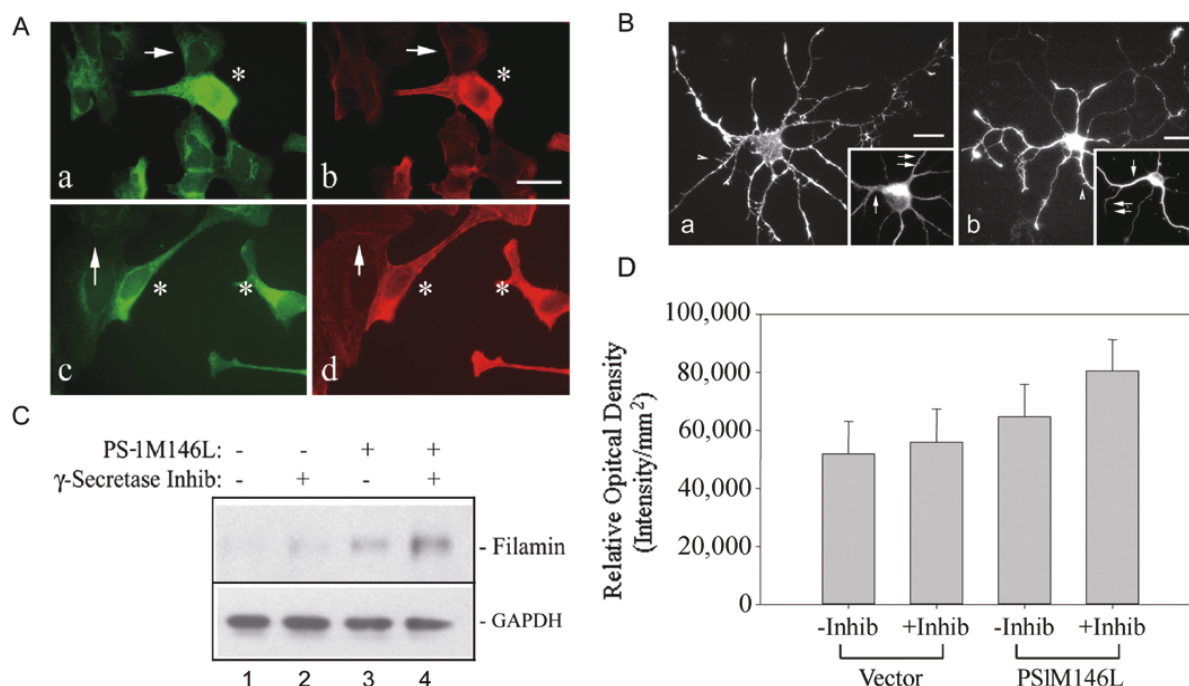 A
a
*
b
*
c
*
*
d
*
*
B
a
b
C
PS-1M146L: - - + +
γ-Secretase Inhib: - + - +
- Filamin
- GAPDH
1 2 3 4
D
Relative Opitcal Density
(Intensity/mm²)
100,000
80,000
60,000
40,000
20,000
0
-Inhib +Inhib -Inhib +Inhib
Vector PS1M146L